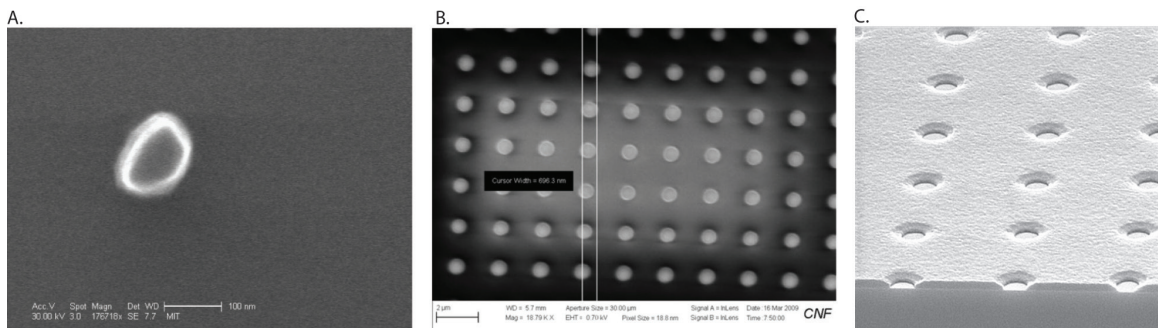 A.
B.
C.
Cursor Width = 696.3 nm
Acc.V Spot Magn Det WD
30.00 kV 3.0 176718x SE 7.7 MIT
100 nm
2 µm
WD = 5.7 mm
Aperture Size = 30.00 µm
Signal A = InLens
Date :16 Mar 2009
Mag = 18.79 K X
EHT = 0.70 kV
Pixel Size = 18.8 nm
Signal B = InLens
Time :7:50:00
CNF